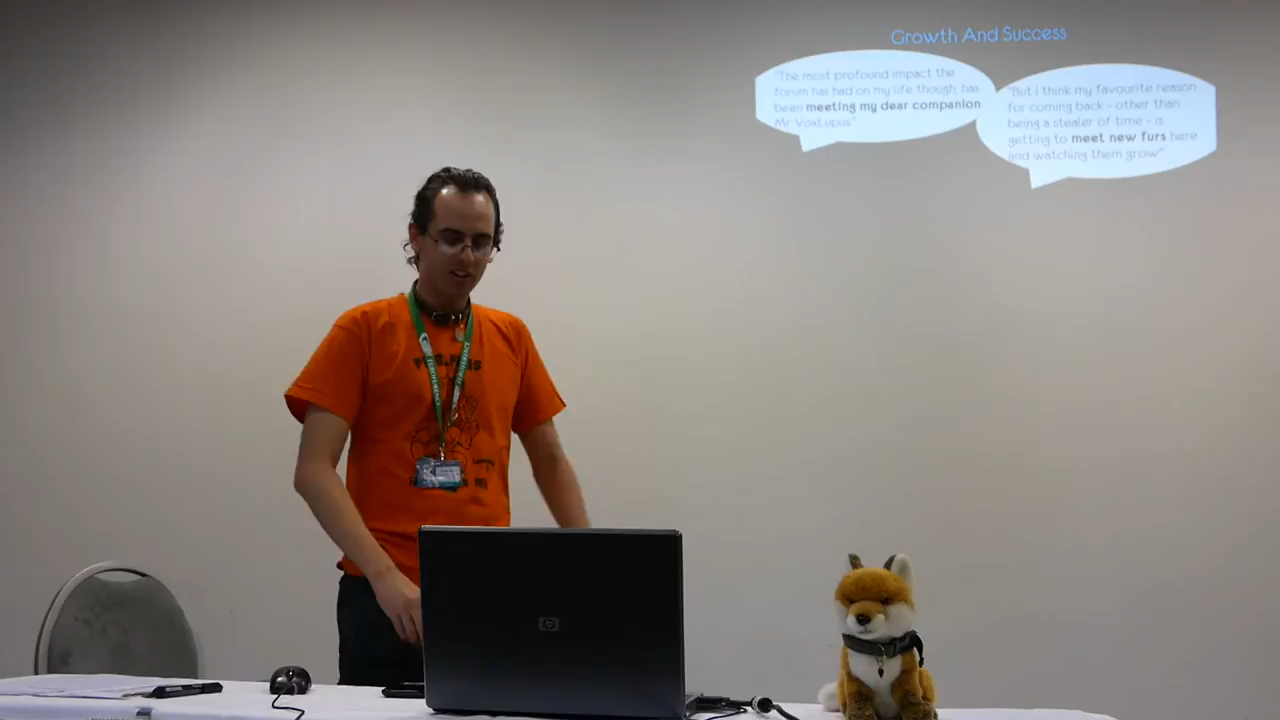 Growth And Success
"The most profound impact the
forum has had on my life though, has
been meeting my dear companion
Mr VoxLupus."
"But I think my favourite reason
for coming back - other than
being a stealer of time - is
getting to meet new furs here
and watching them grow"
hp